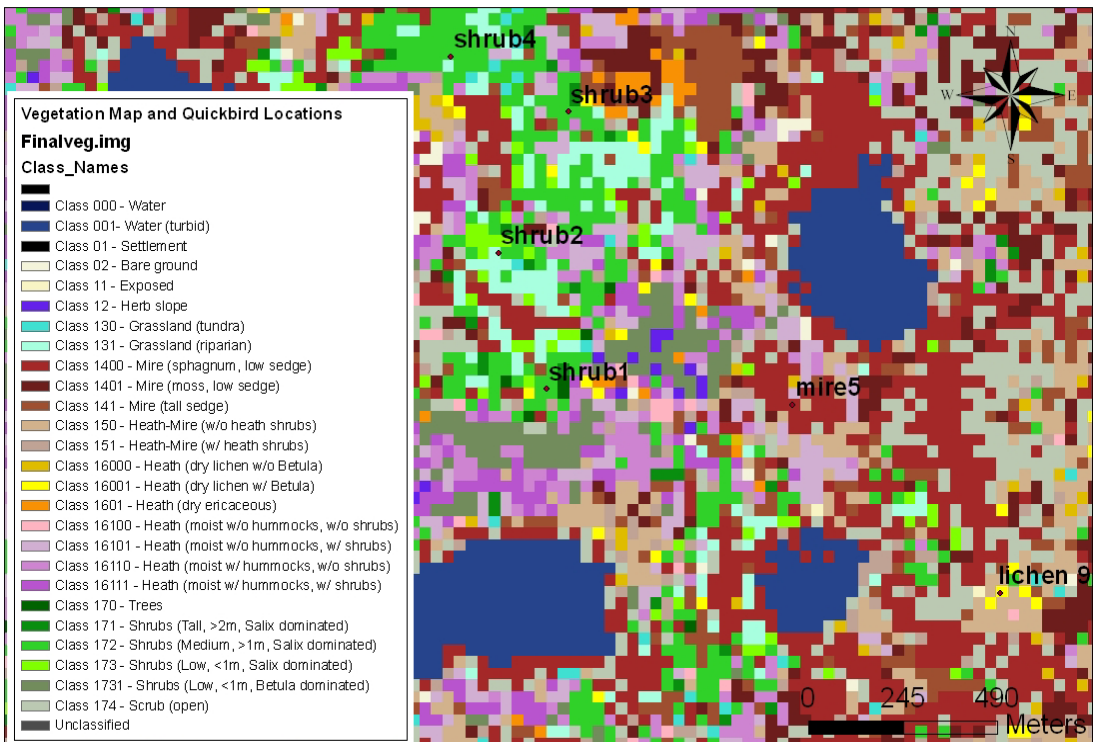 shrub4
N
W
E
S
shrub3
Vegetation Map and Quickbird Locations
Finalveg.img
Class_Names
Class 000 - Water
Class 001 - Water (turbid)
Class 01 - Settlement
Class 02 - Bare ground
Class 11 - Exposed
Class 12 - Herb slope
Class 130 - Grassland (tundra)
Class 131 - Grassland (riparian)
Class 1400 - Mire (sphagnum, low sedge)
Class 1401 - Mire (moss, low sedge)
Class 141 - Mire (tall sedge)
Class 150 - Heath-Mire (w/o heath shrubs)
Class 151 - Heath-Mire (w/ heath shrubs)
Class 16000 - Heath (dry lichen w/o Betula)
Class 16001 - Heath (dry lichen w/ Betula)
Class 1601 - Heath (dry ericaceous)
Class 16100 - Heath (moist w/o hummocks, w/o shrubs)
Class 16101 - Heath (moist w/o hummocks, w/ shrubs)
Class 16110 - Heath (moist w/ hummocks, w/o shrubs)
Class 16111 - Heath (moist w/ hummocks, w/ shrubs)
Class 170 - Trees
Class 171 - Shrubs (Tall, >2m, Salix dominated)
Class 172 - Shrubs (Medium, >1m, Salix dominated)
Class 173 - Shrubs (Low, <1m, Salix dominated)
Class 1731 - Shrubs (Low, <1m, Betula dominated)
Class 174 - Scrub (open)
Unclassified
shrub2
shrub1
mire5
lichen 9
0 245 490
Meters